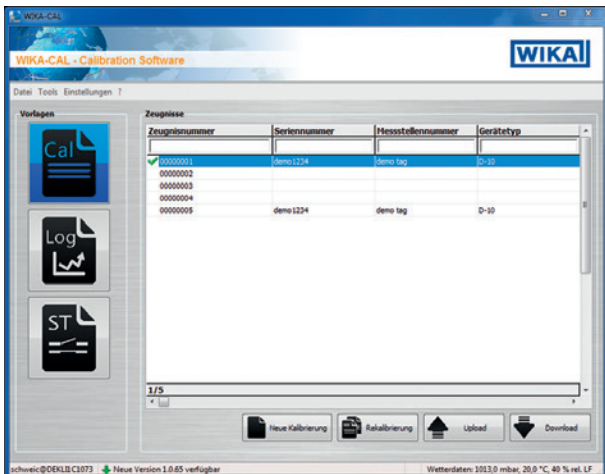 WIKA-CAL
WIKA-CAL - Calibration Software
WIKA
Datei Tools Einstellungen ?
Vorlagen
Zeugnisse
Zeugnisnummer Seriennummer Messstellennummer Gerätetyp
Cal
00000001 demo1234 demo tag D-10
00000002
00000003
00000004
00000005 demo1234 demo tag D-10
Log
ST
1/5
Neue Kalibrierung Rekalibrierung Upload Download
Neue Version 1.0.65 verfügbar Wetterdaten: 1013,0 mbar, 20,0 °C, 40 % rel. LF